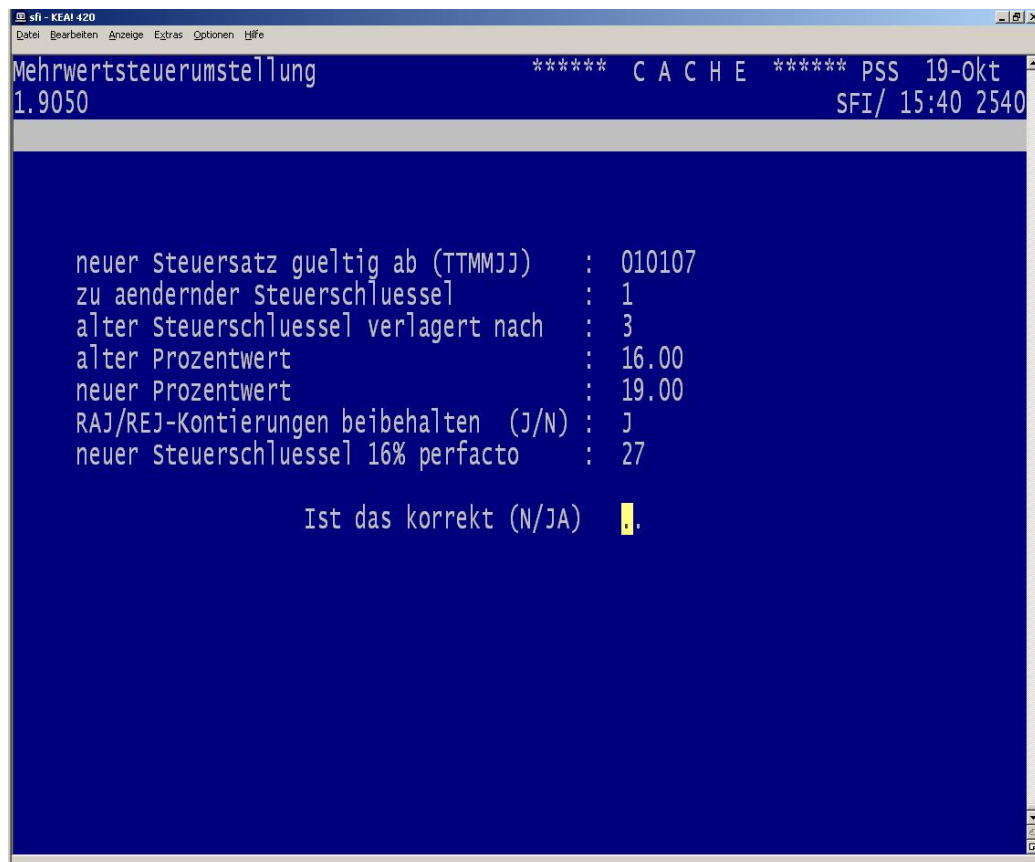 sfi - KEA! 420
Datei Bearbeiten Anzeige Extras Optionen Hilfe
Mehrwertsteuerumstellung ****** C A C H E ****** PSS 19-Okt
1.9050 SFI/ 15:40 2540
neuer Steuersatz gueltig ab (TTMMJJ) : 010107
zu aendernder Steuerschluessel : 1
alter Steuerschluessel verlagert nach : 3
alter Prozentwert : 16.00
neuer Prozentwert : 19.00
RAJ/REJ-Kontierungen beibehalten (J/N) : J
neuer Steuerschluessel 16% perfacto : 27
Ist das korrekt (N/JA) ..